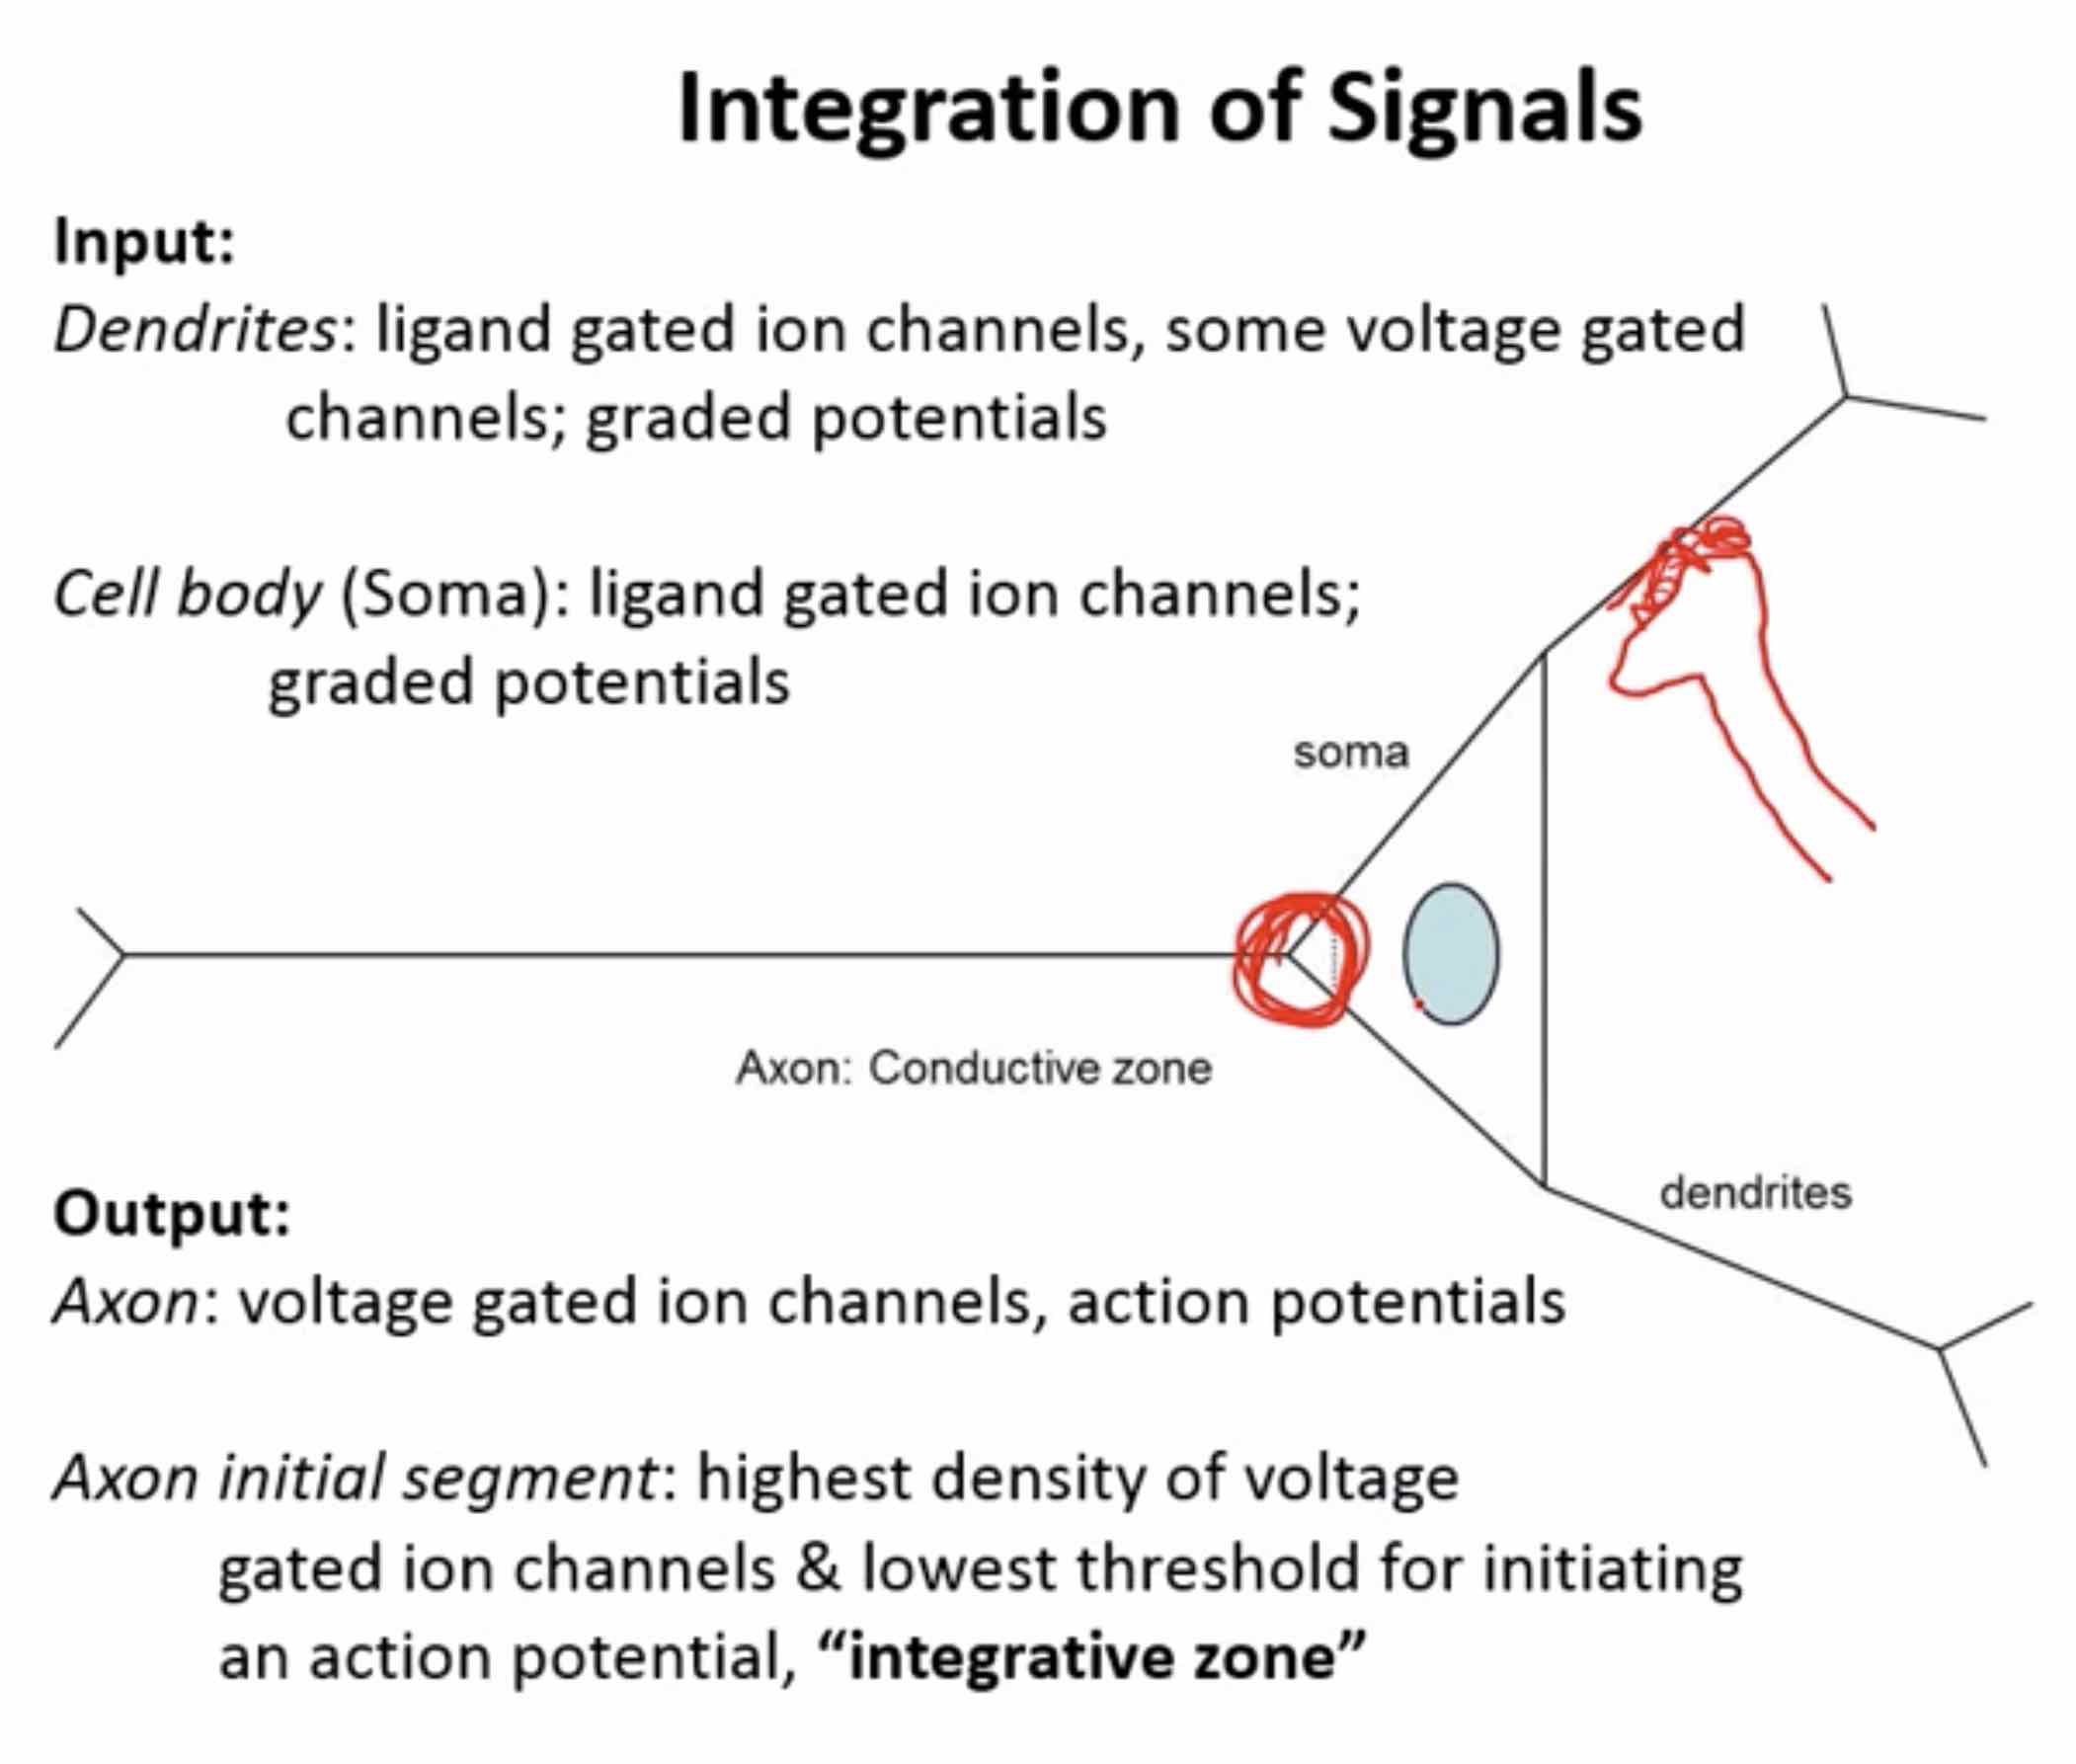 Integration of Signals
Input:
Dendrites: ligand gated ion channels, some voltage gated
channels; graded potentials
Cell body (Soma): ligand gated ion channels;
graded potentials
soma
Axon: Conductive zone
dendrites
Output:
Axon: voltage gated ion channels, action potentials
Axon initial segment: highest density of voltage
gated ion channels & lowest threshold for initiating
an action potential, “integrative zone”